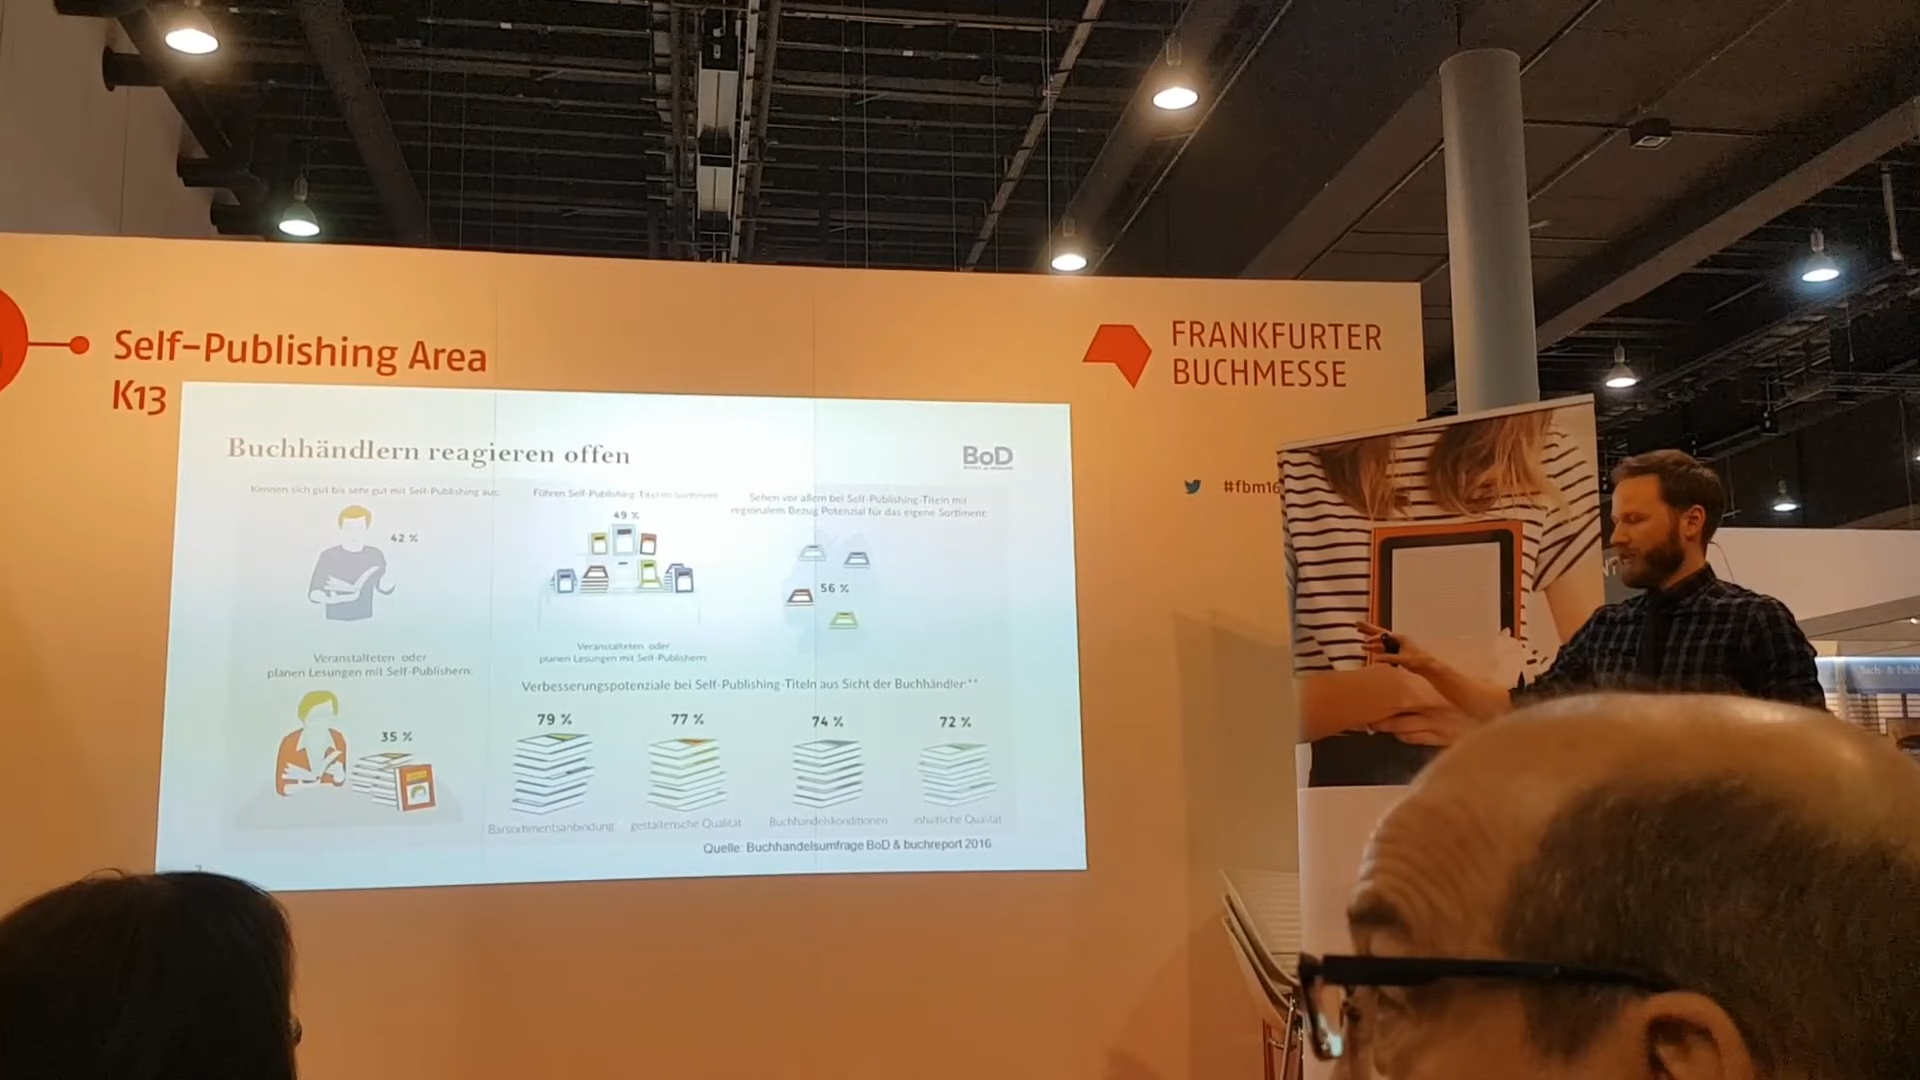 Self-Publishing Area
K13
FRANKFURTER
BUCHMESSE
#fbm16
Buchhändlern reagieren offen
BoD
Kennen sich gut bis sehr gut mit Self-Publishing aus:
42 %
Führen Self-Publishing-Titel im Sortiment:
49 %
Sehen vor allem bei Self-Publishing-Titeln mit
regionalem Bezug Potenzial für das eigene Sortiment:
56 %
Veranstalteten oder
planen Lesungen mit Self-Publishern:
35 %
Veranstalteten oder
planen Lesungen mit Self-Publishern:
Verbesserungspotenziale bei Self-Publishing-Titeln aus Sicht der Buchhändler:**
79 %
77 %
74 %
72 %
Barsortimentsanbindung
gestalterische Qualität
Buchhandelskonditionen
inhaltliche Qualität
Quelle: Buchhandelsumfrage BoD & buchreport 2016